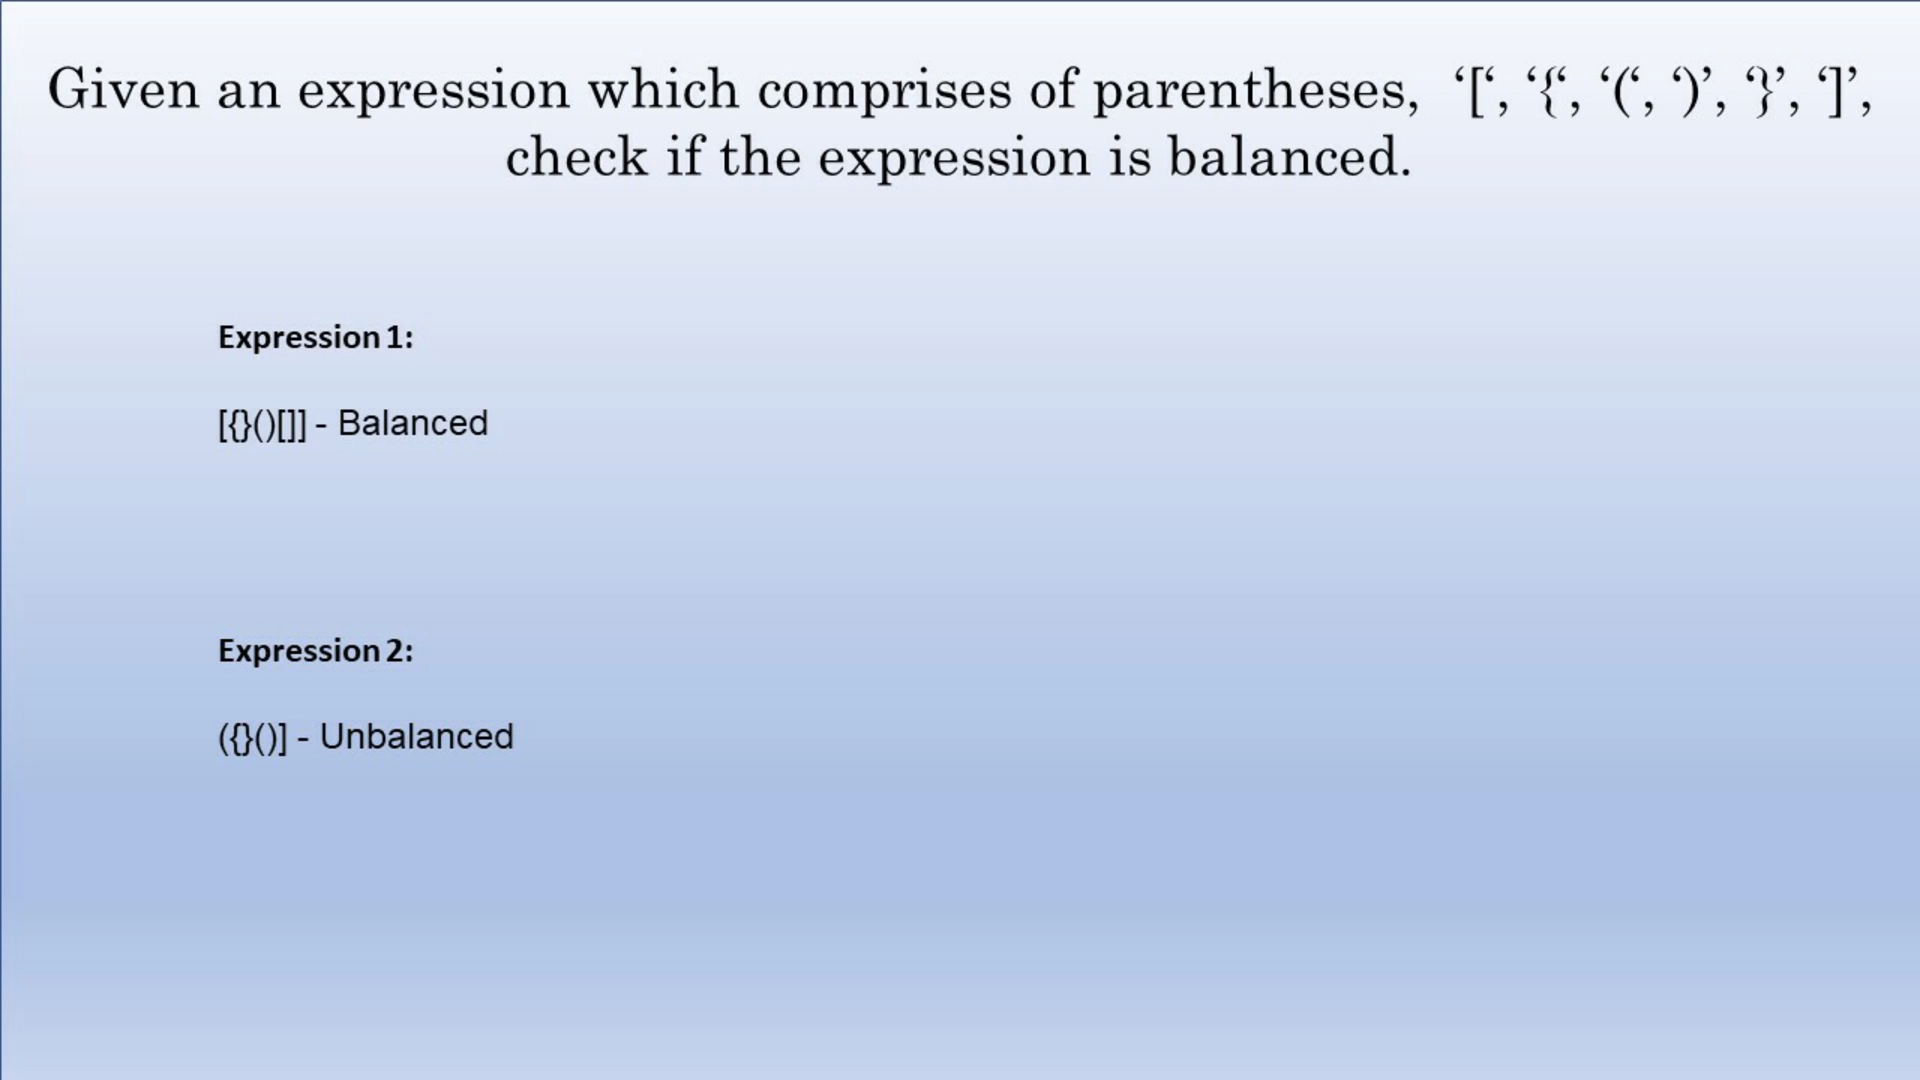 Given an expression which comprises of parentheses, ‘[‘, ‘{‘, ‘(‘, ‘)’, ‘}’, ‘]’,
check if the expression is balanced.
Expression 1:
[{}()[]] - Balanced
Expression 2:
({}()] - Unbalanced